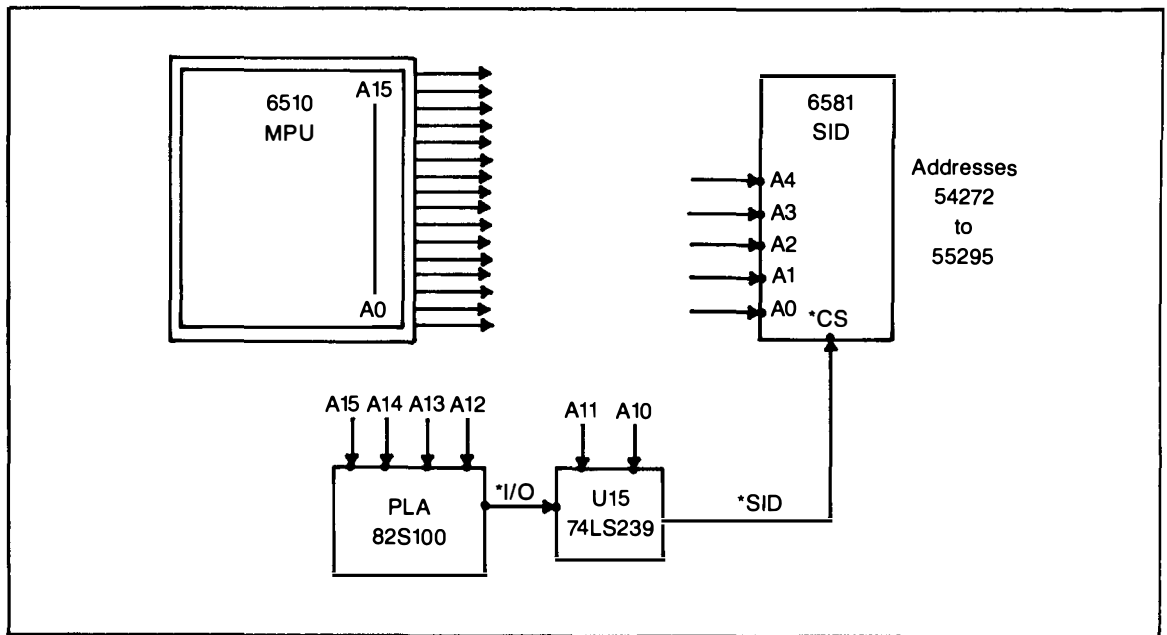 6510
MPU
A15
A0
6581
SID
A4
A3
A2
A1
A0
*CS
Addresses
54272
to
55295
A15 A14 A13 A12
PLA
82S100
*I/O
A11 A10
U15
74LS239
*SID